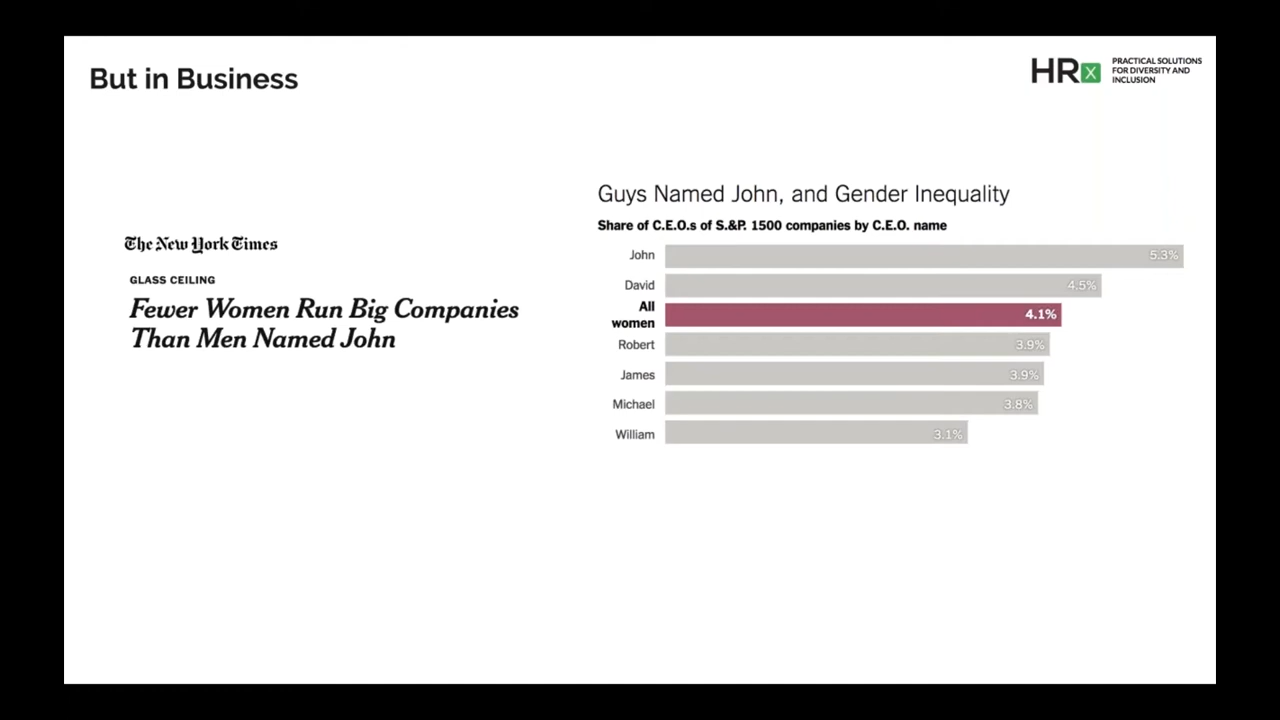 But in Business
HRx
PRACTICAL SOLUTIONS
FOR DIVERSITY AND
INCLUSION
The New York Times
GLASS CEILING
Fewer Women Run Big Companies
Than Men Named John
Guys Named John, and Gender Inequality
Share of C.E.O.s of S.&P. 1500 companies by C.E.O. name
John 5.3%
David 4.5%
All
women 4.1%
Robert 3.9%
James 3.9%
Michael 3.8%
William 3.1%